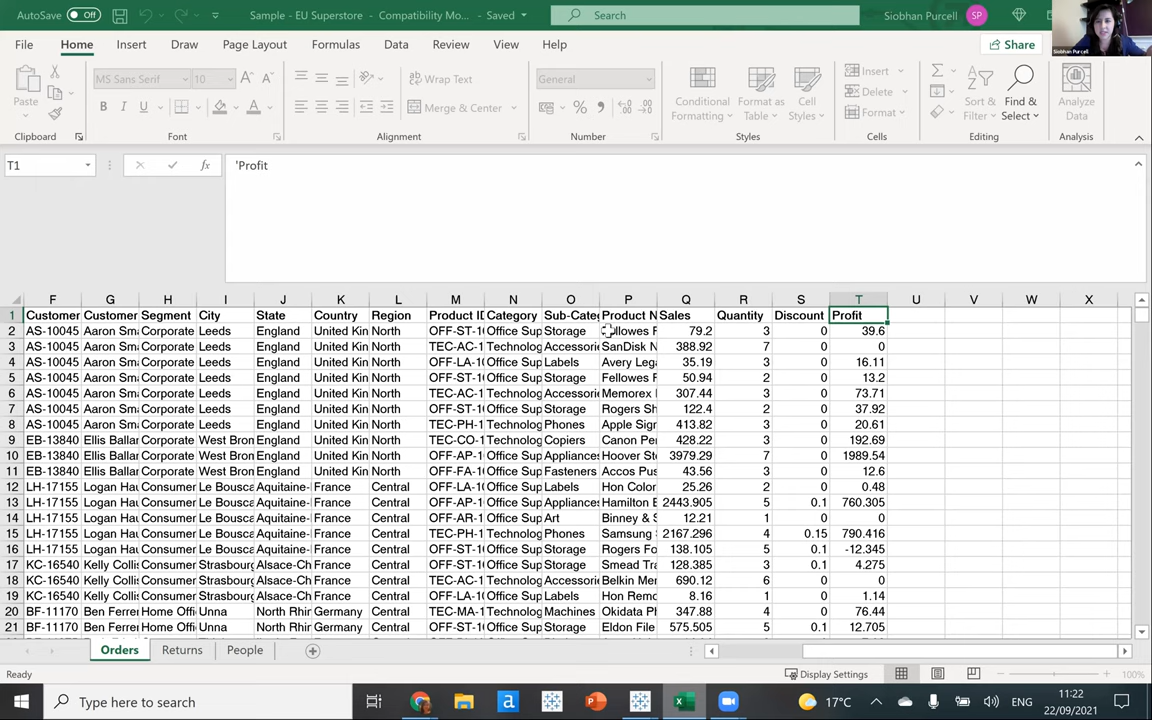 AutoSave Off Sample - EU Superstore - Compatibility Mo... - Saved Search Siobhan Purcell SP
Siobhan Purcell
File Home Insert Draw Page Layout Formulas Data Review View Help Share
Paste MS Sans Serif 10 A A Wrap Text General Conditional Formatting Format as Table Cell Styles Insert Sort & Filter Find & Select Analyze Data
B I U A Merge & Center % Delete
Format
Clipboard Font Alignment Number Styles Cells Editing Analysis
T1 fx 'Profit
F G H I J K L M N O P Q R S T U V W X
1 Customer Customer Segment City State Country Region Product ID Category Sub-Categ Product N Sales Quantity Discount Profit
2 AS-10045 Aaron Sma Corporate Leeds England United Kin North OFF-ST-1 Office Sup Storage Fellowes F 79.2 3 0 39.6
3 AS-10045 Aaron Sma Corporate Leeds England United Kin North TEC-AC-1 Technolog Accessorie SanDisk N 388.92 7 0 0
4 AS-10045 Aaron Sma Corporate Leeds England United Kin North OFF-LA-1 Office Sup Labels Avery Lega 35.19 3 0 16.11
5 AS-10045 Aaron Sma Corporate Leeds England United Kin North OFF-ST-1 Office Sup Storage Fellowes F 50.94 2 0 13.2
6 AS-10045 Aaron Sma Corporate Leeds England United Kin North TEC-AC-1 Technolog Accessorie Memorex I 307.44 3 0 73.71
7 AS-10045 Aaron Sma Corporate Leeds England United Kin North OFF-ST-1 Office Sup Storage Rogers Sh 122.4 2 0 37.92
8 AS-10045 Aaron Sma Corporate Leeds England United Kin North TEC-PH-1 Technolog Phones Apple Sign 413.82 3 0 20.61
9 EB-13840 Ellis Ballar Corporate West Bron England United Kin North TEC-CO-1 Technolog Copiers Canon Per 428.22 3 0 192.69
10 EB-13840 Ellis Ballar Corporate West Bron England United Kin North OFF-AP-1 Office Sup Appliances Hoover Sto 3979.29 7 0 1989.54
11 EB-13840 Ellis Ballar Corporate West Bron England United Kin North OFF-FA-1 Office Sup Fasteners Accos Pus 43.56 3 0 12.6
12 LH-17155 Logan Hau Consumer Le Bousca Aquitaine- France Central OFF-LA-1 Office Sup Labels Hon Color 25.26 2 0 0.48
13 LH-17155 Logan Hau Consumer Le Bousca Aquitaine- France Central OFF-AP-1 Office Sup Appliances Hamilton E 2443.905 5 0.1 760.305
14 LH-17155 Logan Hau Consumer Le Bousca Aquitaine- France Central OFF-AR-1 Office Sup Art Binney & S 12.21 1 0 0
15 LH-17155 Logan Hau Consumer Le Bousca Aquitaine- France Central TEC-PH-1 Technolog Phones Samsung 2167.296 4 0.15 790.416
16 LH-17155 Logan Hau Consumer Le Bousca Aquitaine- France Central OFF-ST-1 Office Sup Storage Rogers Fo 138.105 5 0.1 -12.345
17 KC-16540 Kelly Collis Consumer Strasbourg Alsace-Ch France Central OFF-ST-1 Office Sup Storage Smead Tra 128.385 3 0.1 4.275
18 KC-16540 Kelly Collis Consumer Strasbourg Alsace-Ch France Central TEC-AC-1 Technolog Accessorie Belkin Mer 690.12 6 0 0
19 KC-16540 Kelly Collis Consumer Strasbourg Alsace-Ch France Central OFF-LA-1 Office Sup Labels Hon Remo 8.16 1 0 1.14
20 BF-11170 Ben Ferrer Home Offi Unna North Rhir Germany Central TEC-MA-1 Technolog Machines Okidata Ph 347.88 4 0 76.44
21 BF-11170 Ben Ferrer Home Offi Unna North Rhir Germany Central OFF-ST-1 Office Sup Storage Eldon File 575.505 5 0.1 12.705
Orders Returns People
Ready Display Settings 100%
Type here to search 17°C ENG 11:22
22/09/2021